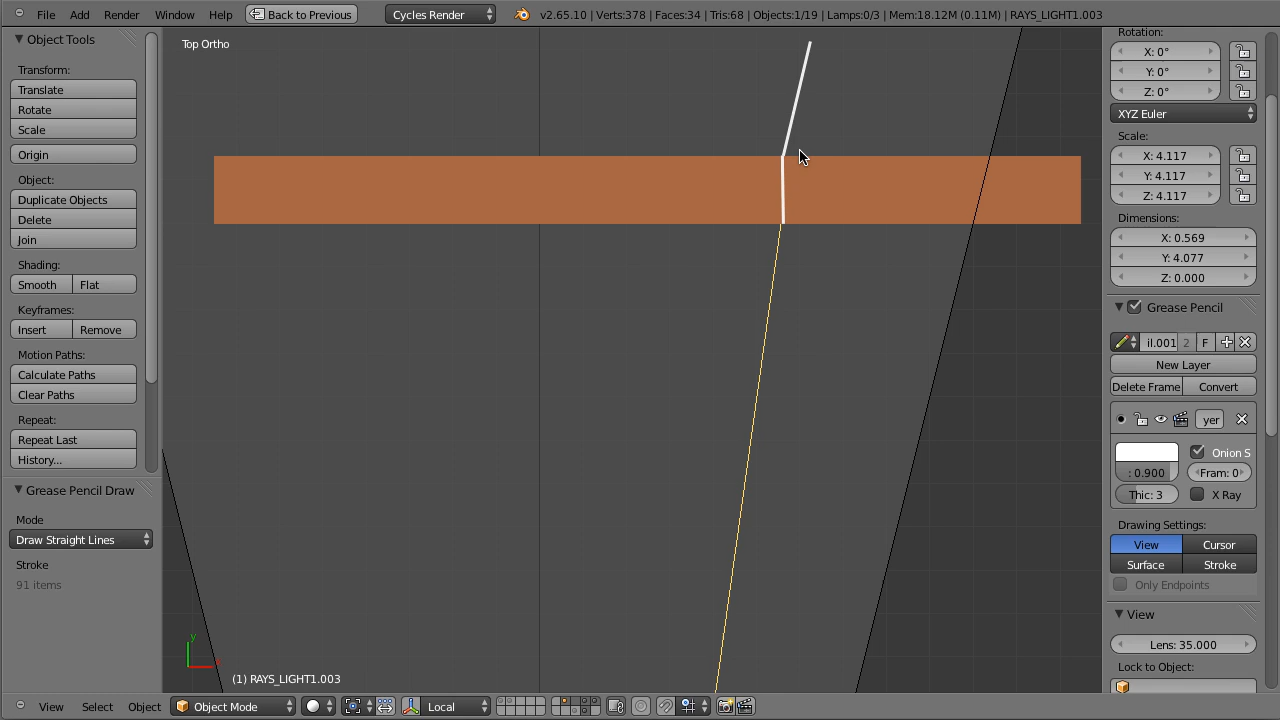 File Add Render Window Help Back to Previous Cycles Render v2.65.10 | Verts:378 | Faces:34 | Tris:68 | Objects:1/19 | Lamps:0/3 | Mem:18.12M (0.11M) | RAYS_LIGHT1.003
Object Tools
Transform:
Translate
Rotate
Scale
Origin
Object:
Duplicate Objects
Delete
Join
Shading:
Smooth Flat
Keyframes:
Insert Remove
Motion Paths:
Calculate Paths
Clear Paths
Repeat:
Repeat Last
History...
Grease Pencil Draw
Mode
Draw Straight Lines
Stroke
91 items
Top Ortho
y
(1) RAYS_LIGHT1.003
Rotation:
X: 0°
Y: 0°
Z: 0°
XYZ Euler
Scale:
X: 4.117
Y: 4.117
Z: 4.117
Dimensions:
X: 0.569
Y: 4.077
Z: 0.000
Grease Pencil
il.001 2 F
New Layer
Delete Frame Convert
yer
Onion S
: 0.900 Fram: 0
Thic: 3 X Ray
Drawing Settings:
View Cursor
Surface Stroke
Only Endpoints
View
Lens: 35.000
Lock to Object:
View Select Object Object Mode Local